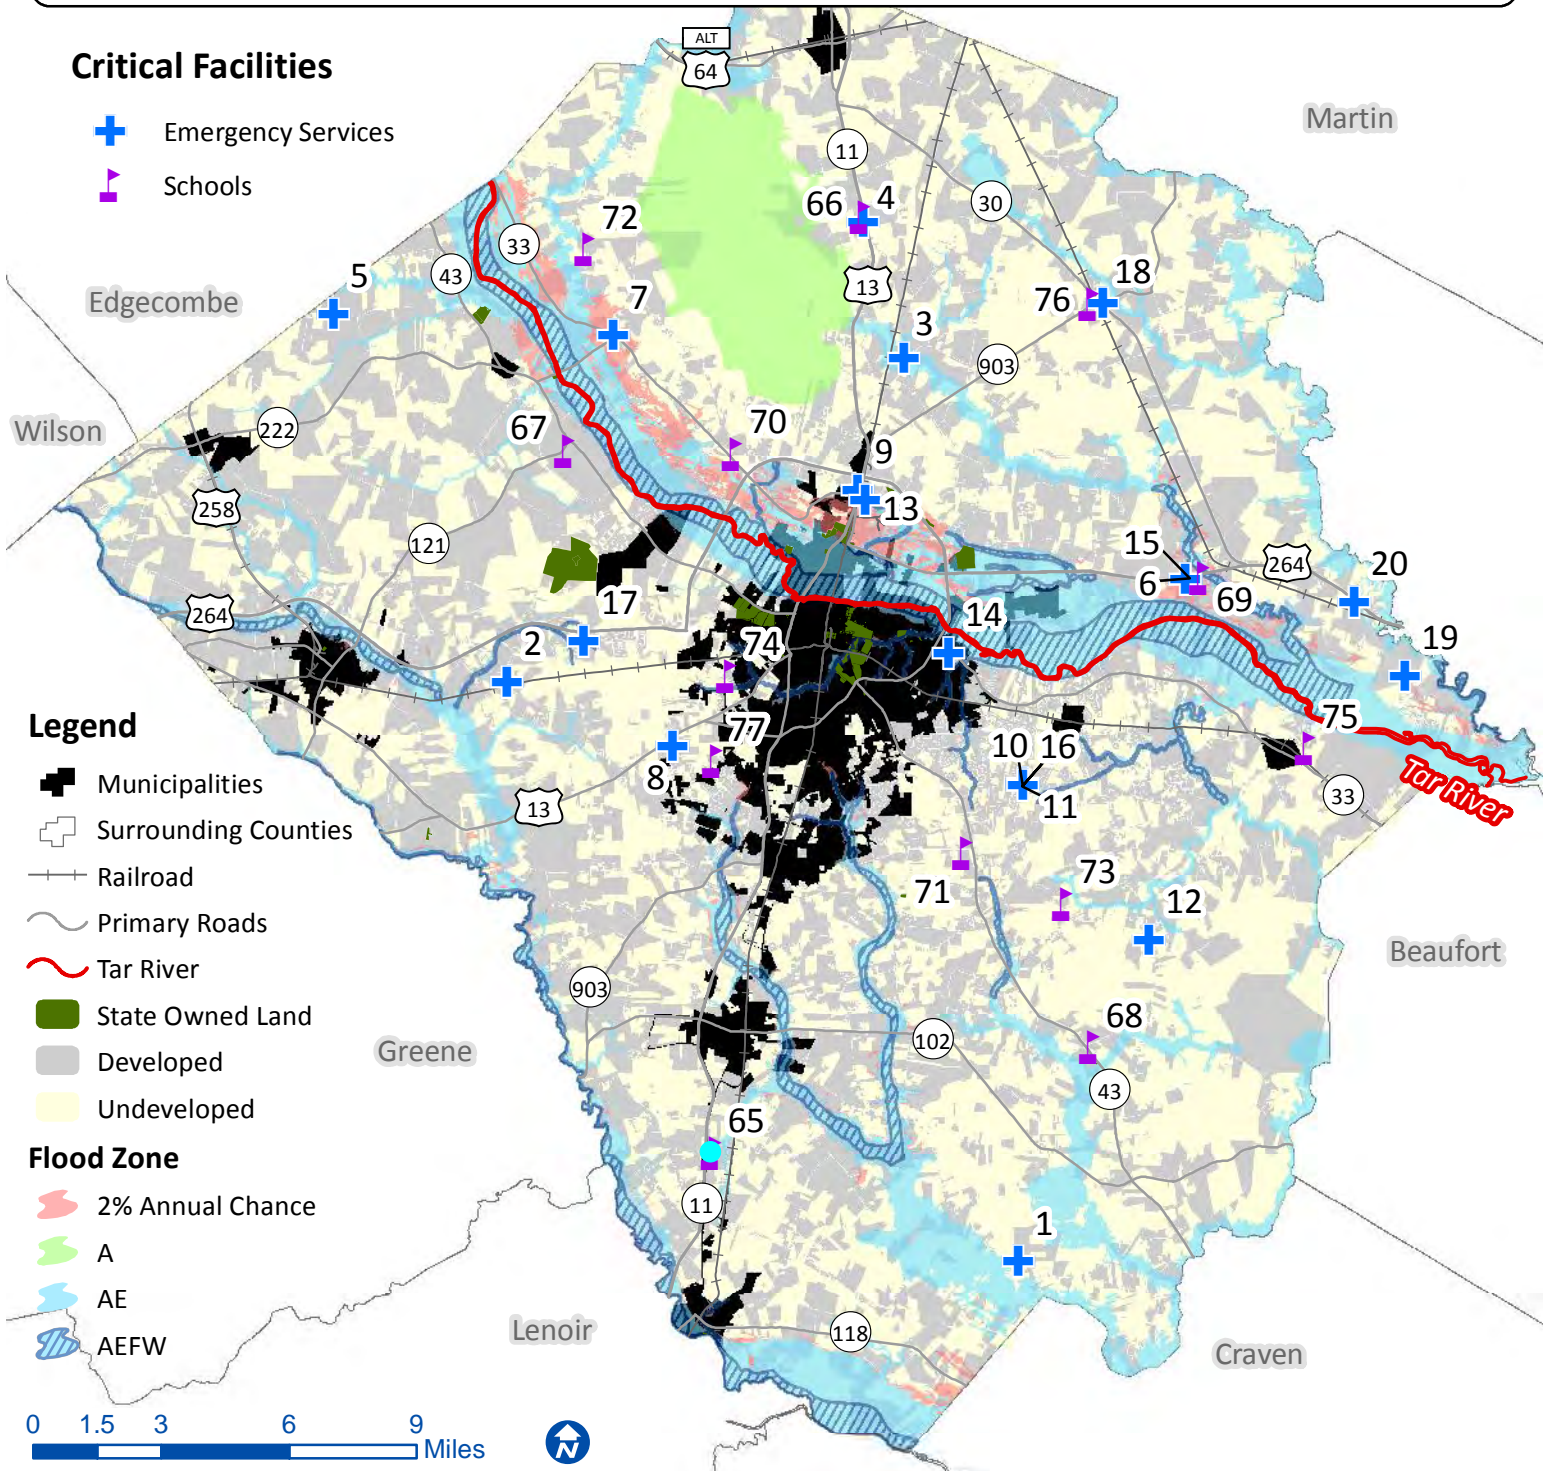 Critical Facilities
Emergency Services
Schools
ALT
64
Martin
11
66
4
30
72
33
43
5
7
13
18
76
3
Edgecombe
903
Wilson
222
67
70
9
13
258
121
15
6
264
20
69
264
17
14
2
74
19
77
75
8
10
16
11
13
33
Tar River
71
73
12
Beaufort
903
102
68
43
Greene
65
11
1
Lenoir
118
Craven
Legend
Municipalities
Surrounding Counties
Railroad
Primary Roads
Tar River
State Owned Land
Developed
Undeveloped
Flood Zone
2% Annual Chance
A
AE
AEFW
0 1.5 3 6 9
Miles
N